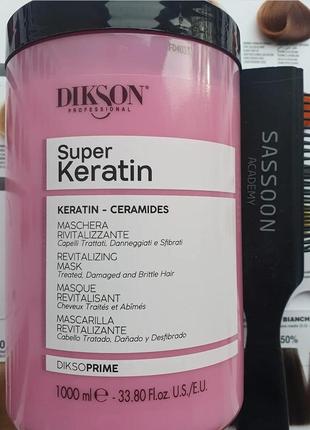 DIKSON
PROFESSIONAL
Super
Keratin
KERATIN - CERAMIDES
MASCHERA
RIVITALIZZANTE
Capelli Trattati, Danneggiati e Sfibrati
REVITALIZING
MASK
Treated, Damaged and Brittle Hair
MASQUE
REVITALISANT
Cheveux Traités et Abîmés
MASCARILLA
REVITALIZANTE
Cabello Tratado, Dañado y Desfibrado
DIKSOPRIME
1000 ml e - 33.80 Fl.oz. U.S./E.U.
SASSOON
ACADEMY
BIANCH
50%